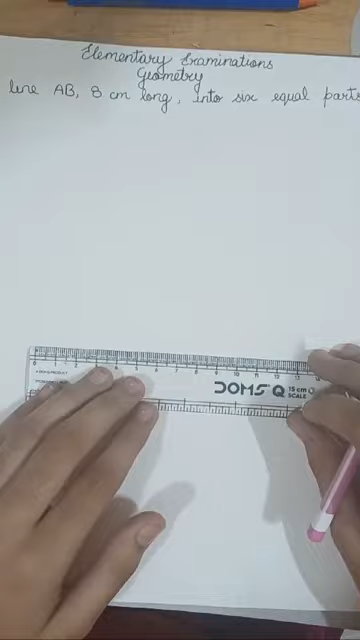 Elementary Examinations
Geometry
line AB, 8 cm long, into six equal parts
DOMS Q 15 cm
SCALE